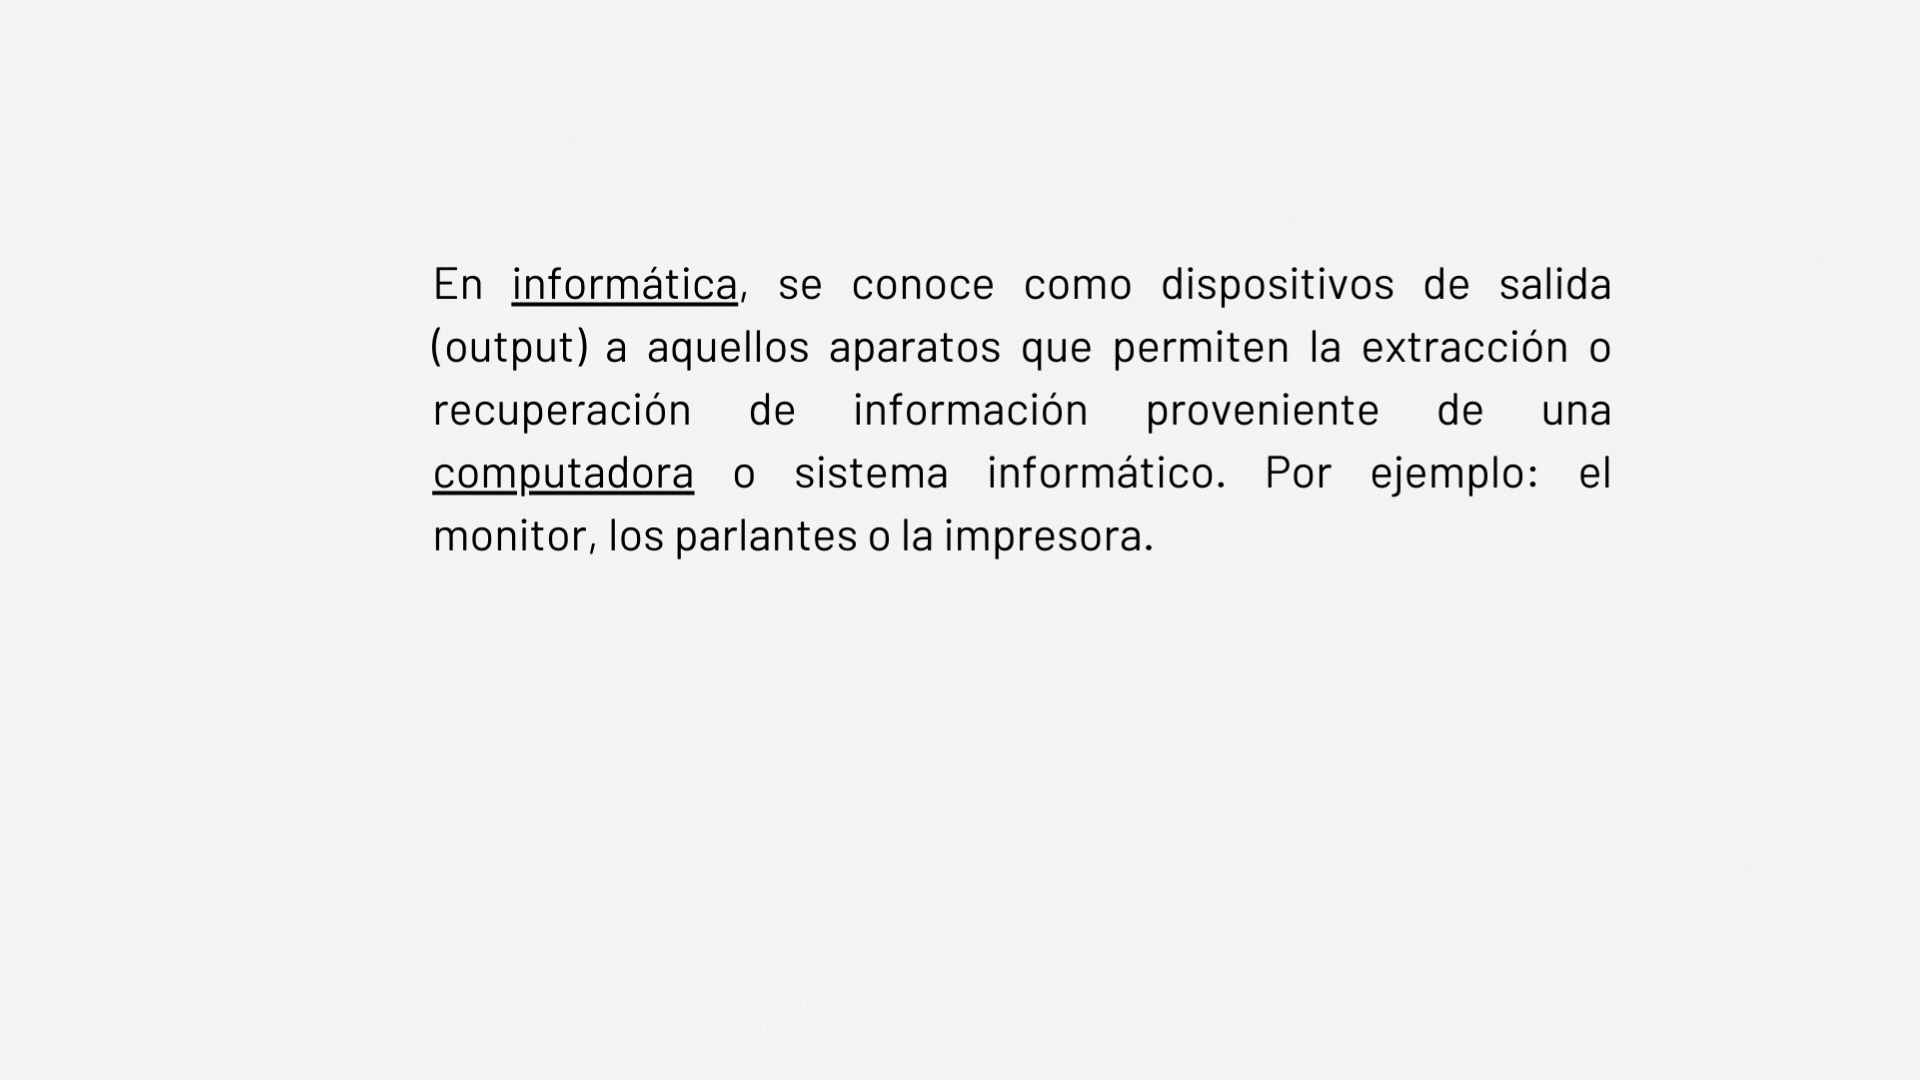 En informática, se conoce como dispositivos de salida
(output) a aquellos aparatos que permiten la extracción o
recuperación de información proveniente de una
computadora o sistema informático. Por ejemplo: el
monitor, los parlantes o la impresora.